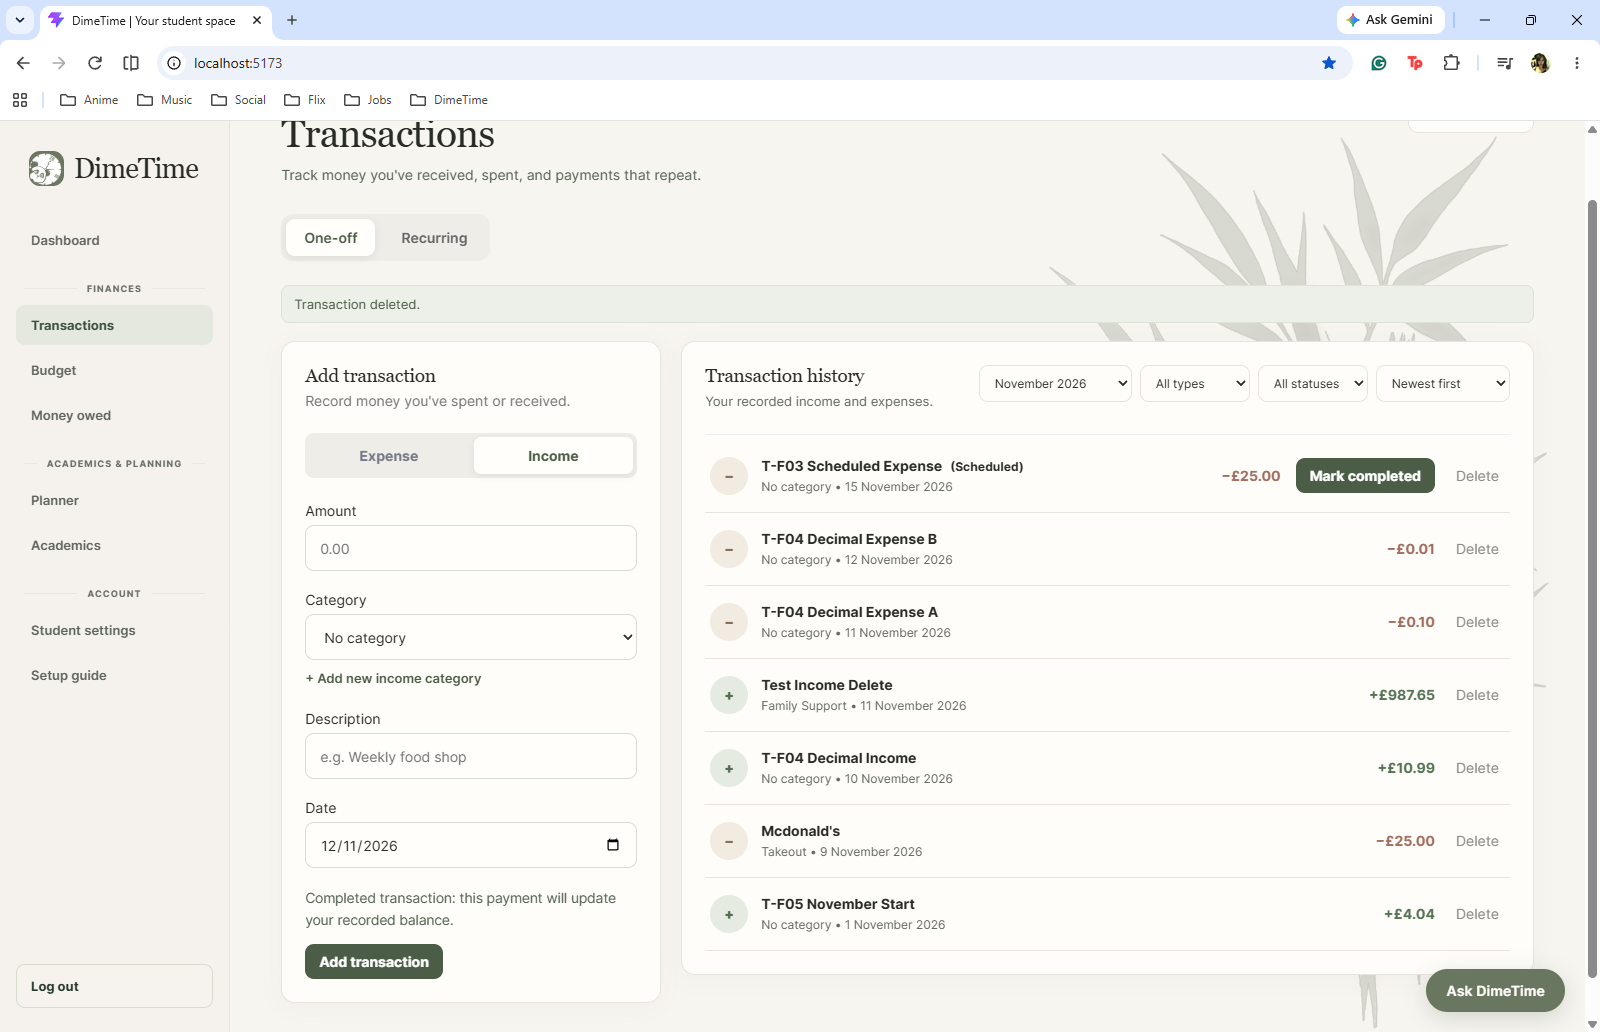 DimeTime | Your student space
Ask Gemini
localhost:5173
Anime
Music
Social
Flix
Jobs
DimeTime
DimeTime
Dashboard
FINANCES
Transactions
Budget
Money owed
ACADEMICS & PLANNING
Planner
Academics
ACCOUNT
Student settings
Setup guide
Log out
Transactions
Track money you've received, spent, and payments that repeat.
One-off
Recurring
Transaction deleted.
Add transaction
Record money you've spent or received.
Expense
Income
Amount
0.00
Category
No category
+ Add new income category
Description
e.g. Weekly food shop
Date
12/11/2026
Completed transaction: this payment will update
your recorded balance.
Add transaction
Transaction history
Your recorded income and expenses.
November 2026
All types
All statuses
Newest first
− T-F03 Scheduled Expense (Scheduled)
No category • 15 November 2026
−£25.00 Mark completed Delete
− T-F04 Decimal Expense B
No category • 12 November 2026
−£0.01 Delete
− T-F04 Decimal Expense A
No category • 11 November 2026
−£0.10 Delete
+ Test Income Delete
Family Support • 11 November 2026
+£987.65 Delete
+ T-F04 Decimal Income
No category • 10 November 2026
+£10.99 Delete
− Mcdonald's
Takeout • 9 November 2026
−£25.00 Delete
+ T-F05 November Start
No category • 1 November 2026
+£4.04 Delete
Ask DimeTime